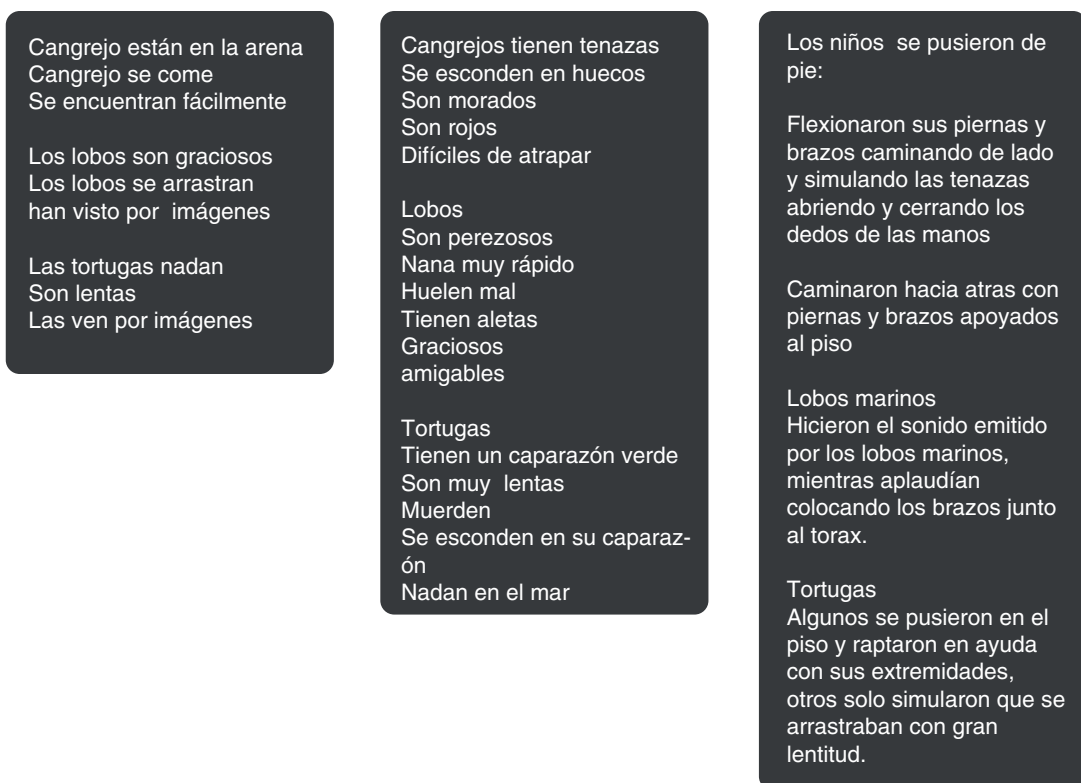 Cangrejo están en la arena
Cangrejo se come
Se encuentran fácilmente
Los lobos son graciosos
Los lobos se arrastran
han visto por  imágenes
Las tortugas nadan
Son lentas
Las ven por imágenes
Cangrejos tienen tenazas
Se esconden en huecos
Son morados
Son rojos
Difíciles de atrapar
Lobos
Son perezosos
Nana muy rápido
Huelen mal
Tienen aletas
Graciosos
amigables
Tortugas
Tienen un caparazón verde
Son muy  lentas
Muerden
Se esconden en su caparaz-
ón
Nadan en el mar
Los niños  se pusieron de
pie:
Flexionaron sus piernas y
brazos caminando de lado
y simulando las tenazas
abriendo y cerrando los
dedos de las manos
Caminaron hacia atras con
piernas y brazos apoyados
al piso
Lobos marinos
Hicieron el sonido emitido
por los lobos marinos,
mientras aplaudían
colocando los brazos junto
al torax.
Tortugas
Algunos se pusieron en el
piso y raptaron en ayuda
con sus extremidades,
otros solo simularon que se
arrastraban con gran
lentitud.